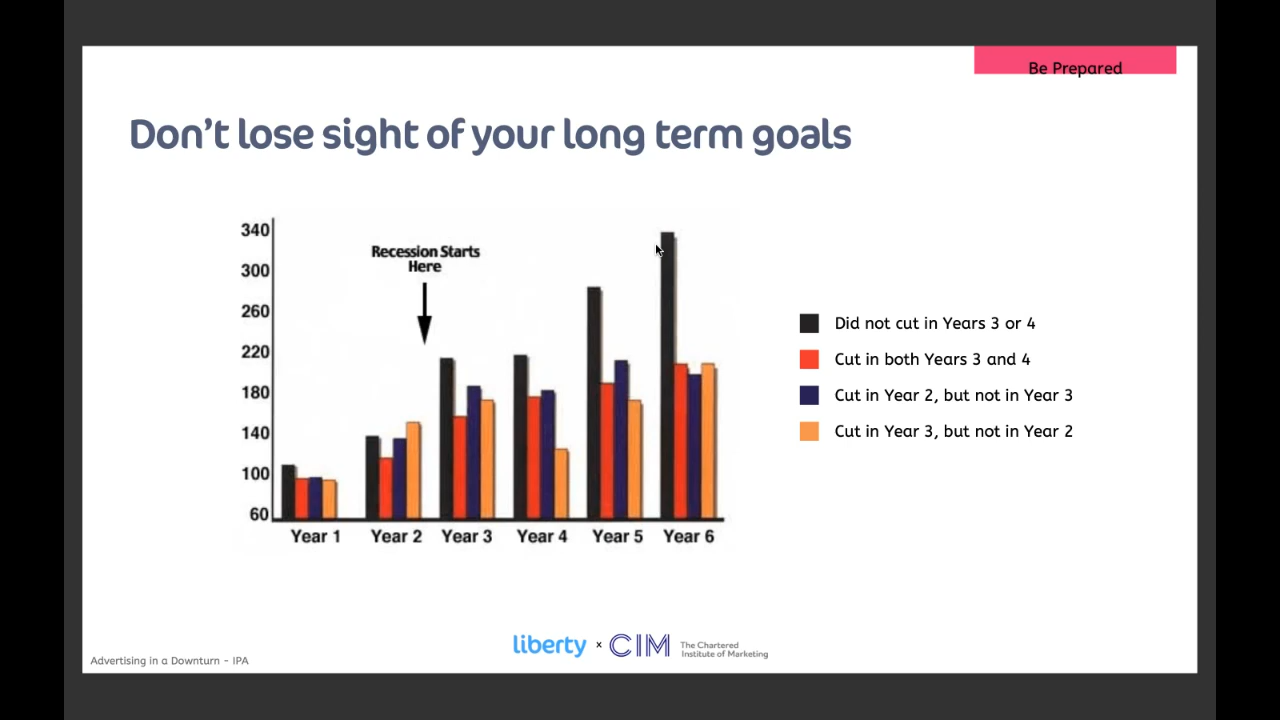 Be Prepared
Don't lose sight of your long term goals
340
300
260
220
180
140
100
60
Recession Starts
Here
Year 1
Year 2
Year 3
Year 4
Year 5
Year 6
Did not cut in Years 3 or 4
Cut in both Years 3 and 4
Cut in Year 2, but not in Year 3
Cut in Year 3, but not in Year 2
liberty x CIM The Chartered
Institute of Marketing
Advertising in a Downturn - IPA